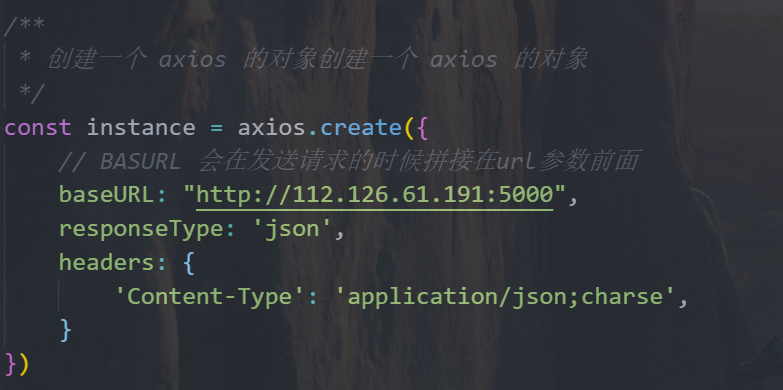 /**
 * 创建一个 axios 的对象创建一个 axios 的对象
 */
const instance = axios.create({
    // BASURL 会在发送请求的时候拼接在url参数前面
    baseURL: "http://112.126.61.191:5000",
    responseType: 'json',
    headers: {
        'Content-Type': 'application/json;charse',
    }
})